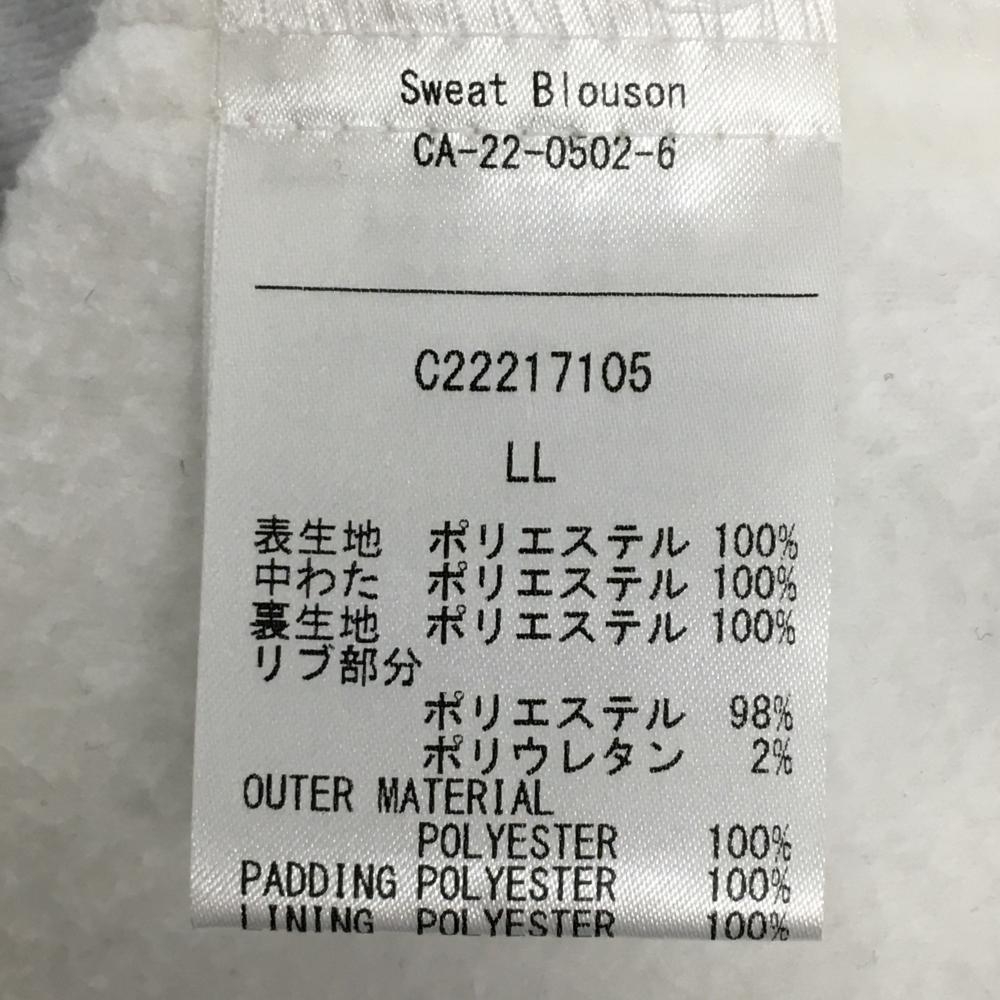 Sweat Blouson
CA-22-0502-6
C22217105
LL
表生地 ポリエステル 100%
中わた ポリエステル 100%
裏生地 ポリエステル 100%
リブ部分
ポリエステル 98%
ポリウレタン 2%
OUTER MATERIAL
POLYESTER 100%
PADDING POLYESTER 100%
LINING POLYESTER 100%